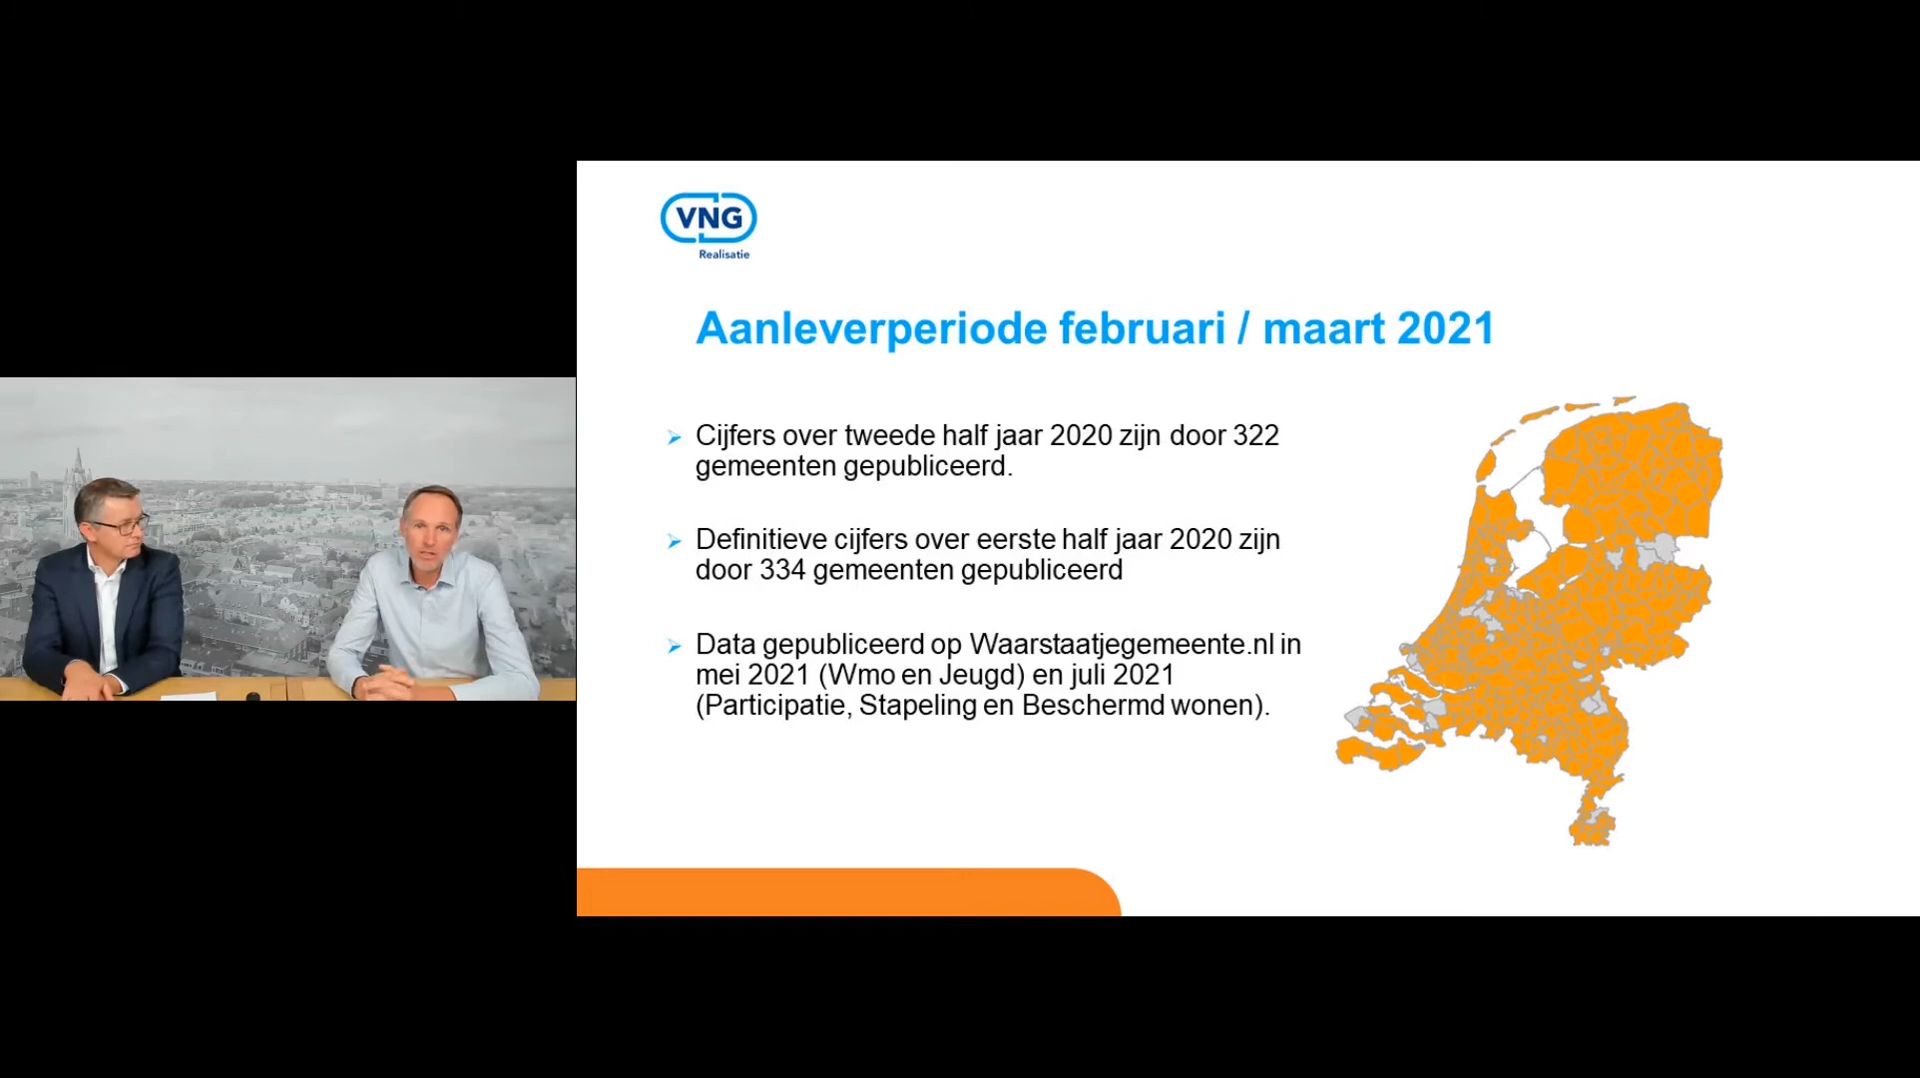 VNG
Realisatie
Aanleverperiode februari / maart 2021
Cijfers over tweede half jaar 2020 zijn door 322
gemeenten gepubliceerd.
Definitieve cijfers over eerste half jaar 2020 zijn
door 334 gemeenten gepubliceerd
Data gepubliceerd op Waarstaatjegemeente.nl in
mei 2021 (Wmo en Jeugd) en juli 2021
(Participatie, Stapeling en Beschermd wonen).